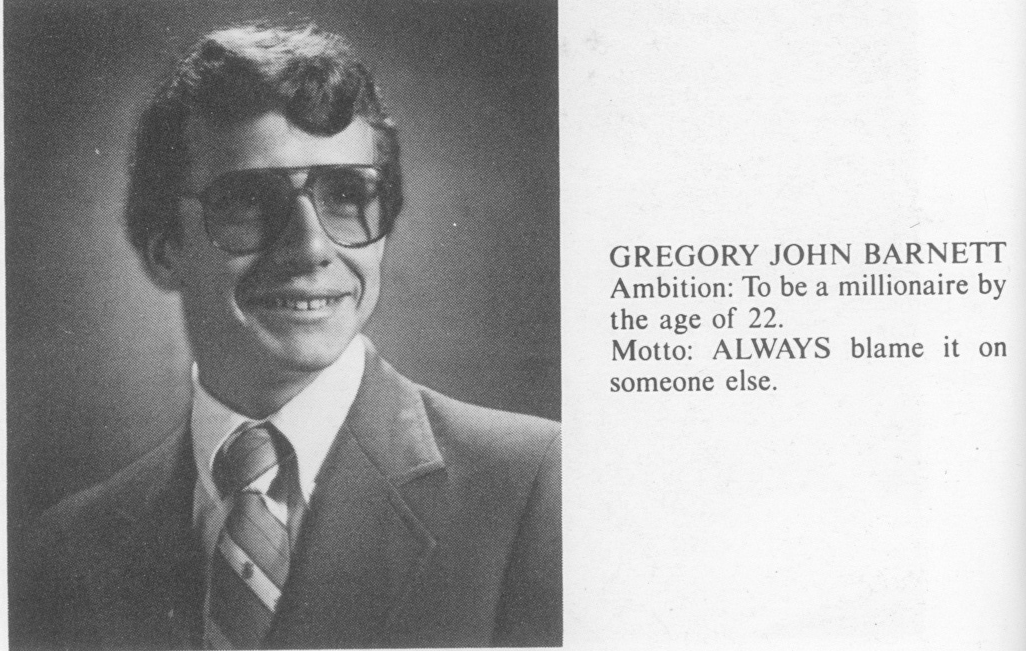 GREGORY JOHN BARNETT
Ambition: To be a millionaire by
the age of 22.
Motto: ALWAYS blame it on
someone else.